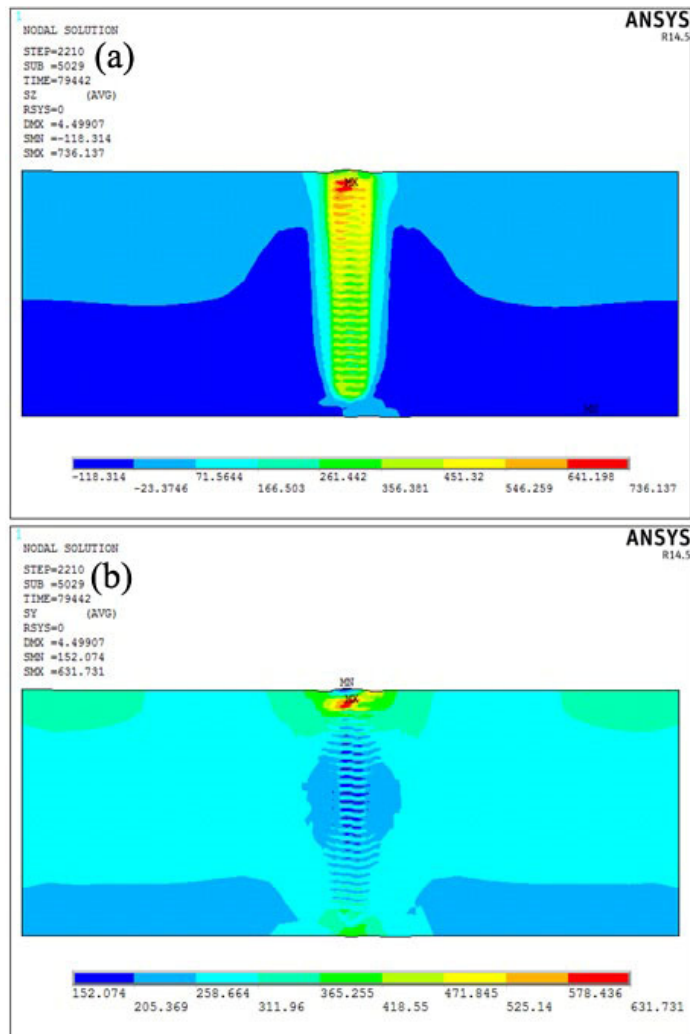 1
NODAL SOLUTION
ANSYS
R14.5
STEP=2210
SUB =5029
TIME=79442
SZ (AVG)
RSYS=0
DMX =4.49907
SMN =-118.314
SMX =736.137
(a)
MX
-118.314 71.5644 261.442 451.32 641.198
-23.3746 166.503 356.381 546.259 736.137
1
NODAL SOLUTION
ANSYS
R14.5
STEP=2210
SUB =5029
TIME=79442
SY (AVG)
RSYS=0
DMX =4.49907
SMN =152.074
SMX =631.731
(b)
MN
MX
152.074 258.664 365.255 471.845 578.436
205.369 311.96 418.55 525.14 631.731